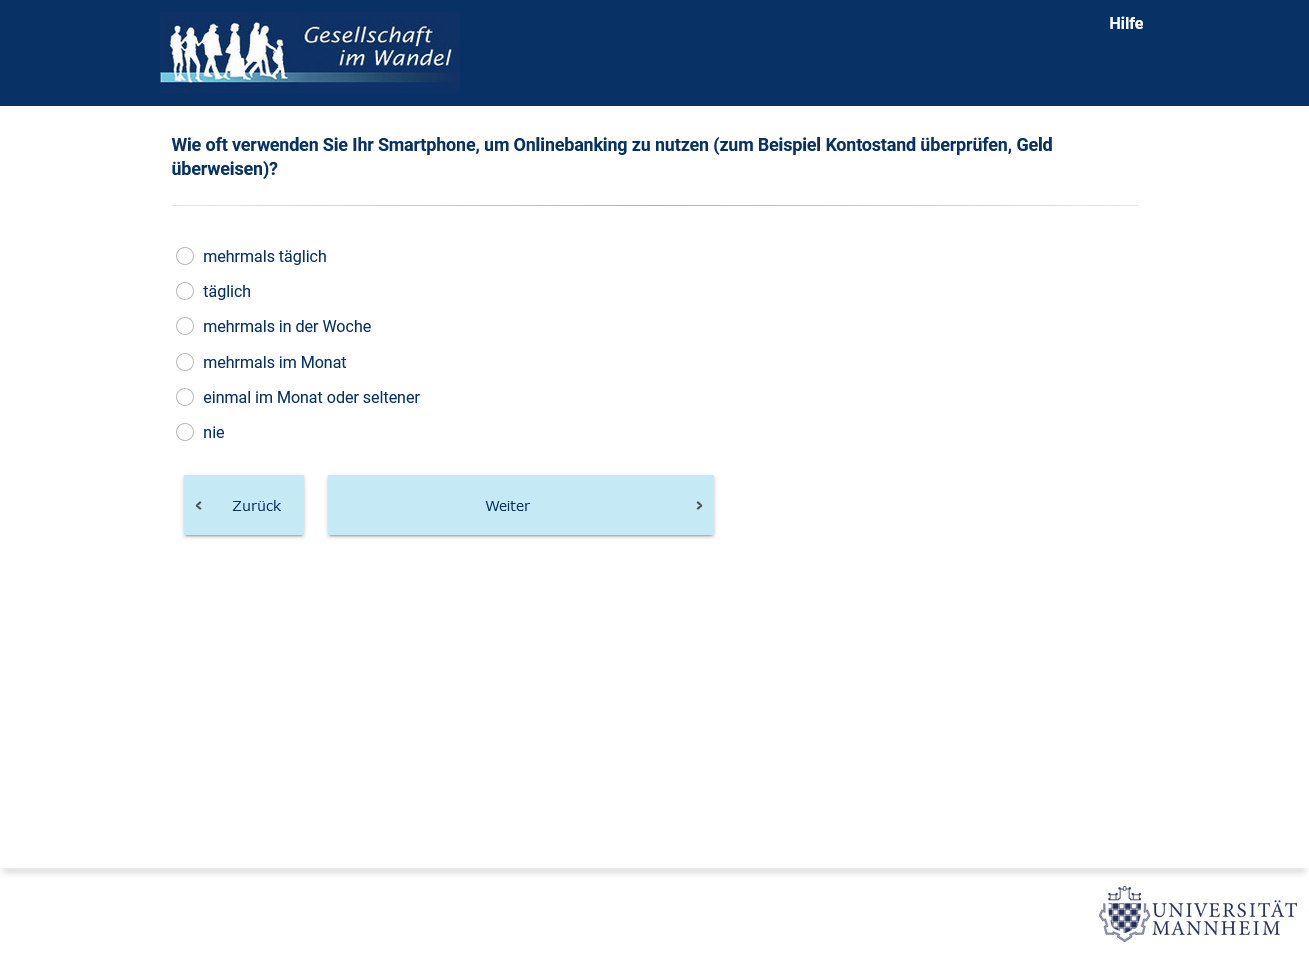 Gesellschaft
im Wandel
Hilfe
Wie oft verwenden Sie Ihr Smartphone, um Onlinebanking zu nutzen (zum Beispiel Kontostand überprüfen, Geld
überweisen)?
mehrmals täglich
täglich
mehrmals in der Woche
mehrmals im Monat
einmal im Monat oder seltener
nie
Zurück
Weiter
UNIVERSITÄT
MANNHEIM